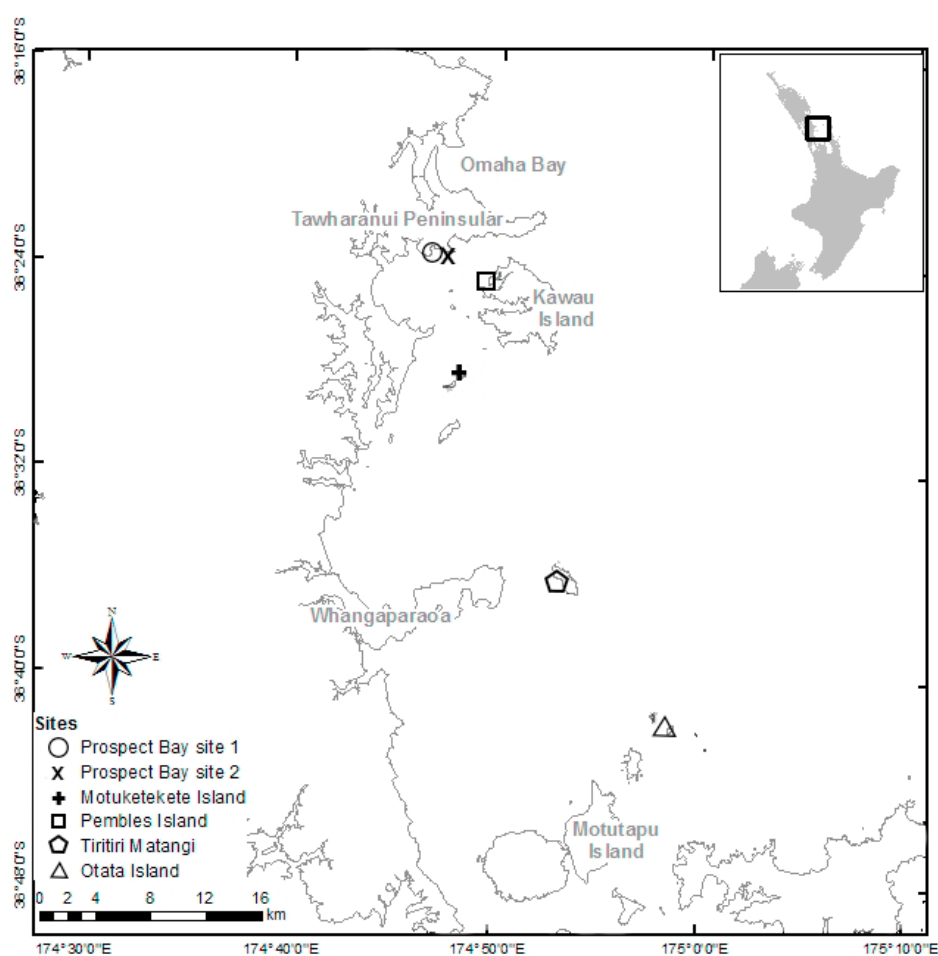 36°16'0"S
Omaha Bay
Tawharanui Peninsular
36°24'0"S
Kawau
Island
36°32'0"S
Whangaparaoa
N
W E
S
36°40'0"S
Sites
Prospect Bay site 1
Prospect Bay site 2
Motuketekete Island
Pembles Island
Tiritiri Matangi
Otata Island
Motutapu
Island
36°48'0"S
0 2 4 8 12 16
km
174°30'0"E 174°40'0"E 174°50'0"E 175°0'0"E 175°10'0"E